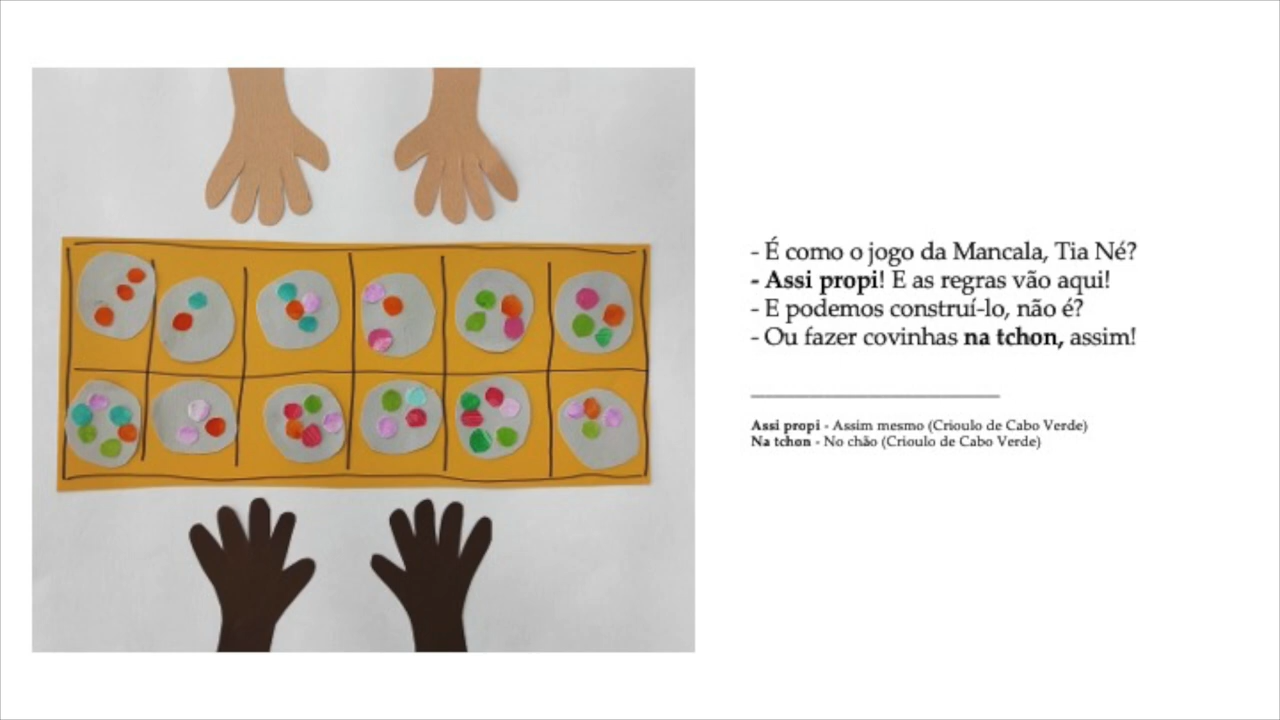 - É como o jogo da Mancala, Tia Né?
- Assi propi! E as regras vão aqui!
- E podemos construí-lo, não é?
- Ou fazer covinhas na tchon, assim!
Assi propi - Assim mesmo (Crioulo de Cabo Verde)
Na tchon - No chão (Crioulo de Cabo Verde)